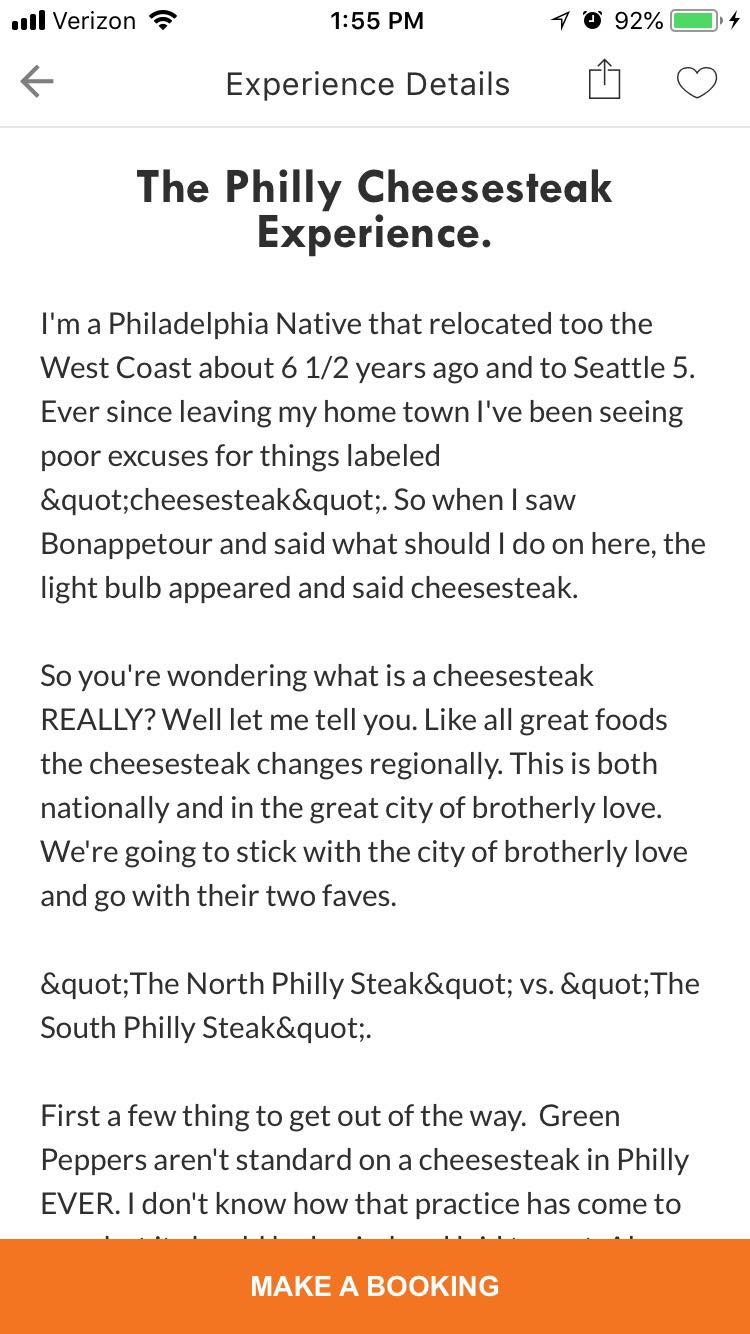 Verizon 1:55 PM 92%
Experience Details
The Philly Cheesesteak
Experience.
I'm a Philadelphia Native that relocated too the
West Coast about 6 1/2 years ago and to Seattle 5.
Ever since leaving my home town I've been seeing
poor excuses for things labeled
&quot;cheesesteak&quot;. So when I saw
Bonappetour and said what should I do on here, the
light bulb appeared and said cheesesteak.
So you're wondering what is a cheesesteak
REALLY? Well let me tell you. Like all great foods
the cheesesteak changes regionally. This is both
nationally and in the great city of brotherly love.
We're going to stick with the city of brotherly love
and go with their two faves.
&quot;The North Philly Steak&quot; vs. &quot;The
South Philly Steak&quot;.
First a few thing to get out of the way.  Green
Peppers aren't standard on a cheesesteak in Philly
EVER. I don't know how that practice has come to
MAKE A BOOKING